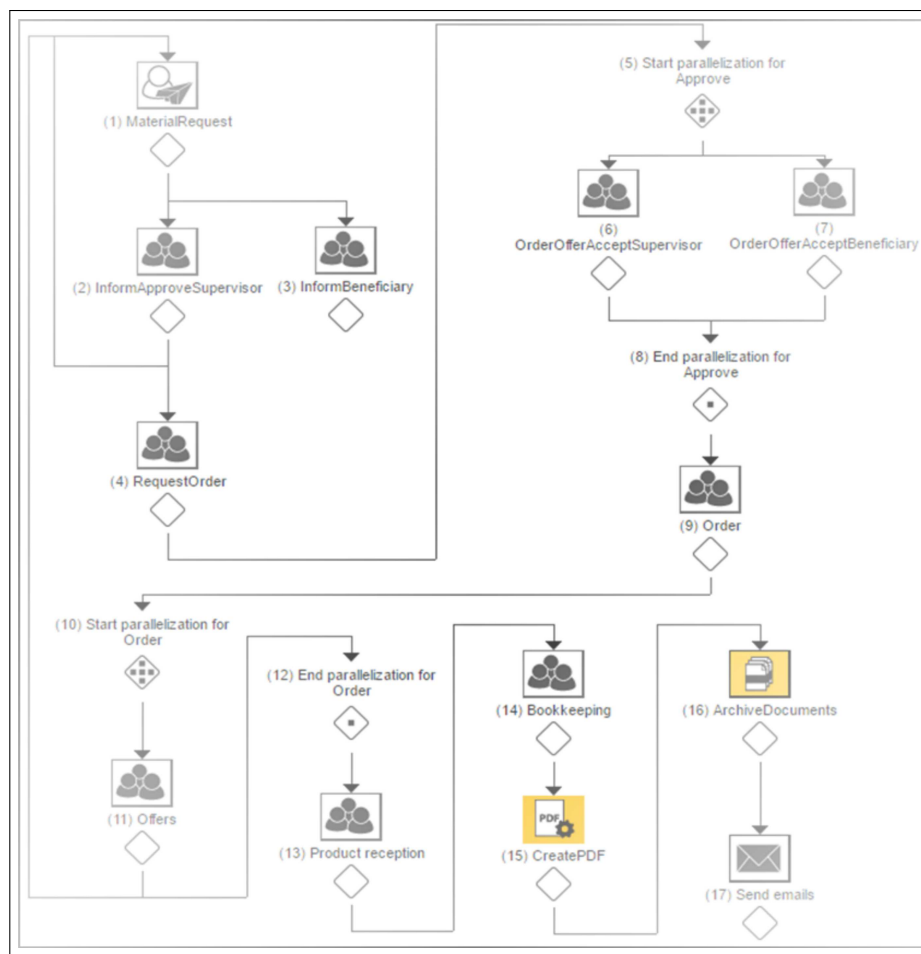 (1) MaterialRequest
(2) InformApproveSupervisor
(3) InformBeneficiary
(4) RequestOrder
(5) Start parallelization for
Approve
(6)
OrderOfferAcceptSupervisor
(7)
OrderOfferAcceptBeneficiary
(8) End parallelization for
Approve
(9) Order
(10) Start parallelization for
Order
(11) Offers
(12) End parallelization for
Order
(13) Product reception
(14) Bookkeeping
PDF
(15) CreatePDF
(16) ArchiveDocuments
(17) Send emails